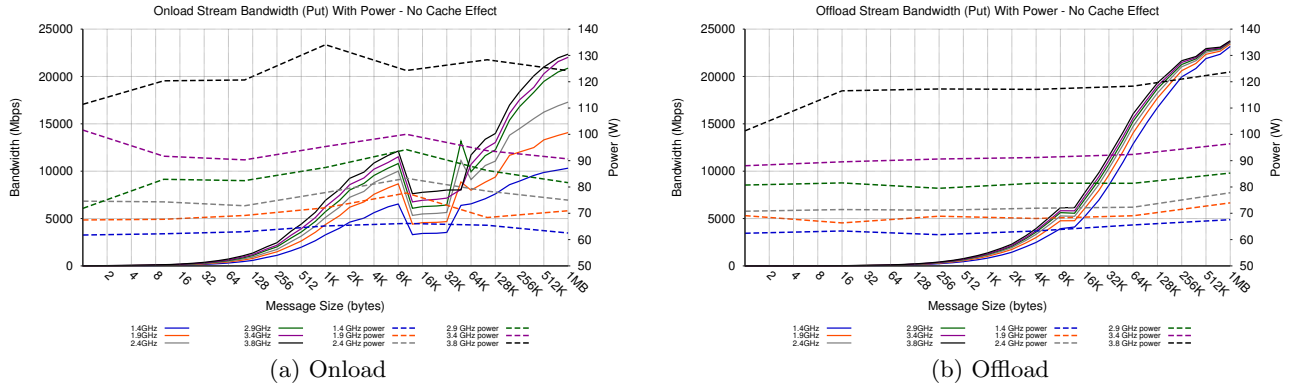 Onload Stream Bandwidth (Put) With Power - No Cache Effect
25000
20000
15000
10000
5000
0
Bandwidth (Mbps)
140
130
120
110
100
90
80
70
60
50
Power (W)
2 4 8 16 32 64 128 256 512 1K 2K 4K 8K 16K 32K 64K 128K 256K 512K 1MB
Message Size (bytes)
1.4GHz 2.9GHz 1.4 GHz power 2.9 GHz power
1.9GHz 3.4GHz 1.9 GHz power 3.4 GHz power
2.4GHz 3.8GHz 2.4 GHz power 3.8 GHz power
(a) Onload
Offload Stream Bandwidth (Put) With Power - No Cache Effect
25000
20000
15000
10000
5000
0
Bandwidth (Mbps)
140
130
120
110
100
90
80
70
60
50
Power (W)
2 4 8 16 32 64 128 256 512 1K 2K 4K 8K 16K 32K 64K 128K 256K 512K 1MB
Message Size (bytes)
1.4GHz 2.9GHz 1.4 GHz power 2.9 GHz power
1.9GHz 3.4GHz 1.9 GHz power 3.4 GHz power
2.4GHz 3.8GHz 2.4 GHz power 3.8 GHz power
(b) Offload